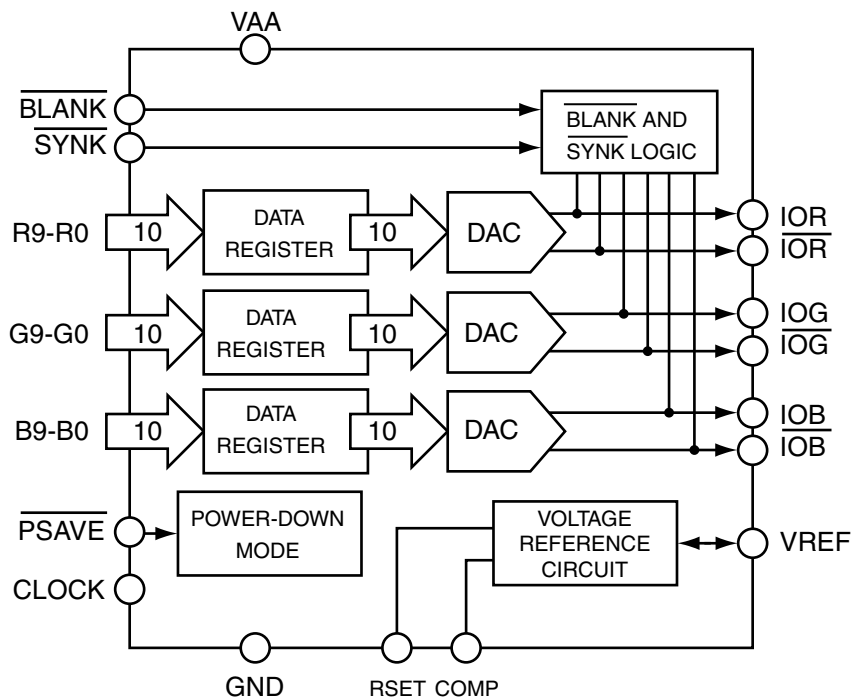 VAA
BLANK
SYNK
BLANK AND
SYNK LOGIC
R9-R0
10
DATA
REGISTER
10
DAC
IOR
IOR
G9-G0
10
DATA
REGISTER
10
DAC
IOG
IOG
B9-B0
10
DATA
REGISTER
10
DAC
IOB
IOB
PSAVE
POWER-DOWN
MODE
VOLTAGE
REFERENCE
CIRCUIT
VREF
CLOCK
GND
RSET
COMP